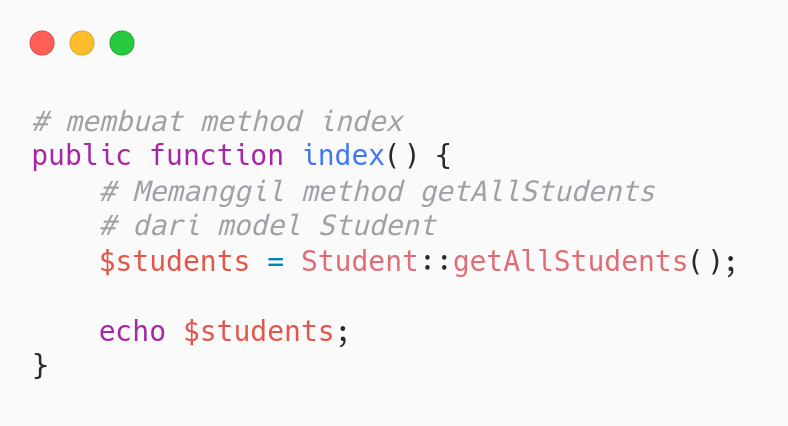 # membuat method index
public function index() {
    # Memanggil method getAllStudents
    # dari model Student
    $students = Student::getAllStudents();

    echo $students;
}